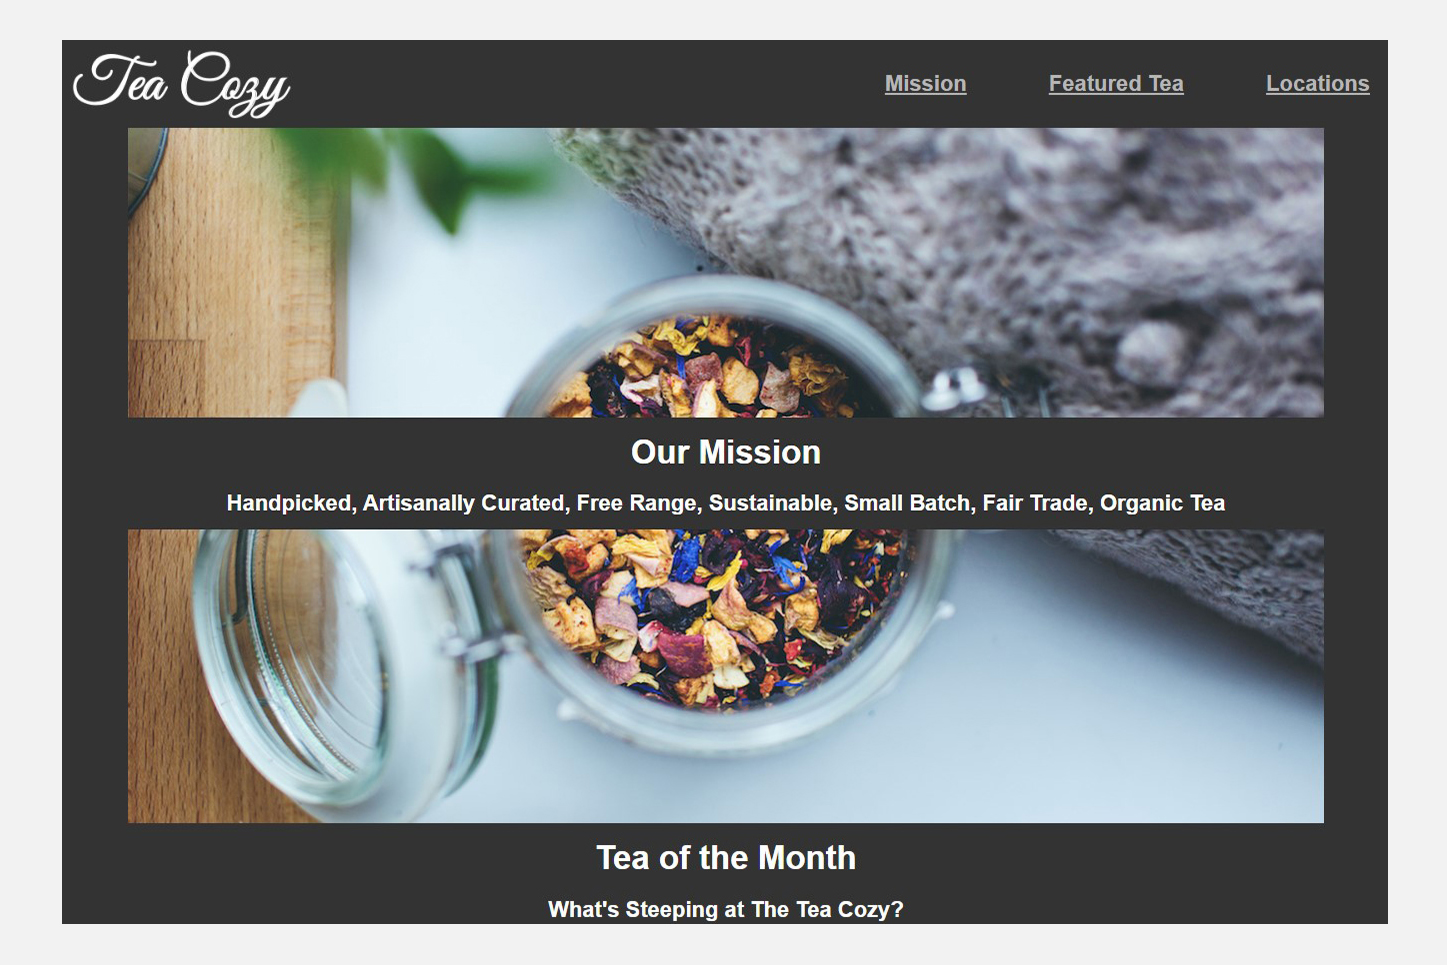 Tea Cozy
Mission
Featured Tea
Locations
Our Mission
Handpicked, Artisanally Curated, Free Range, Sustainable, Small Batch, Fair Trade, Organic Tea
Tea of the Month
What's Steeping at The Tea Cozy?